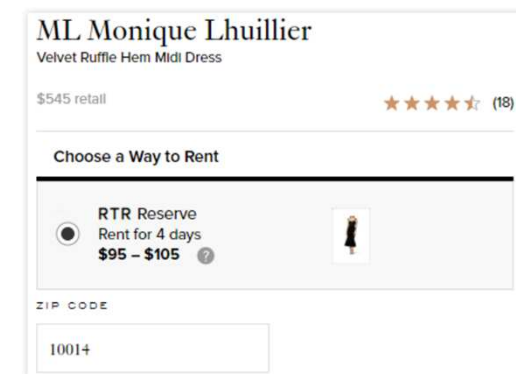 ML Monique Lhuillier
Velvet Ruffle Hem Midi Dress
$545 retail
(18)
Choose a Way to Rent
RTR Reserve
Rent for 4 days
$95 – $105 ?
ZIP CODE
10014